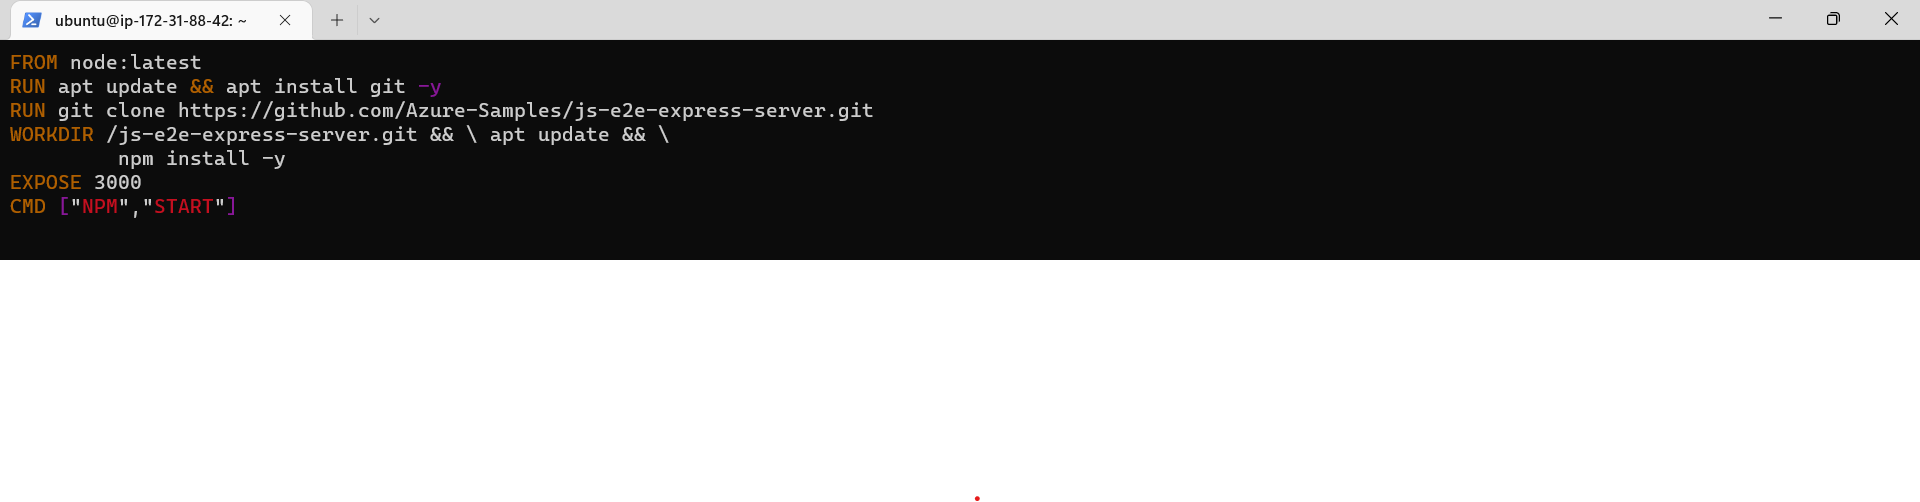 ubuntu@ip-172-31-88-42: ~
FROM node:latest
RUN apt update && apt install git -y
RUN git clone https://github.com/Azure-Samples/js-e2e-express-server.git
WORKDIR /js-e2e-express-server.git && \ apt update && \
         npm install -y
EXPOSE 3000
CMD ["NPM","START"]